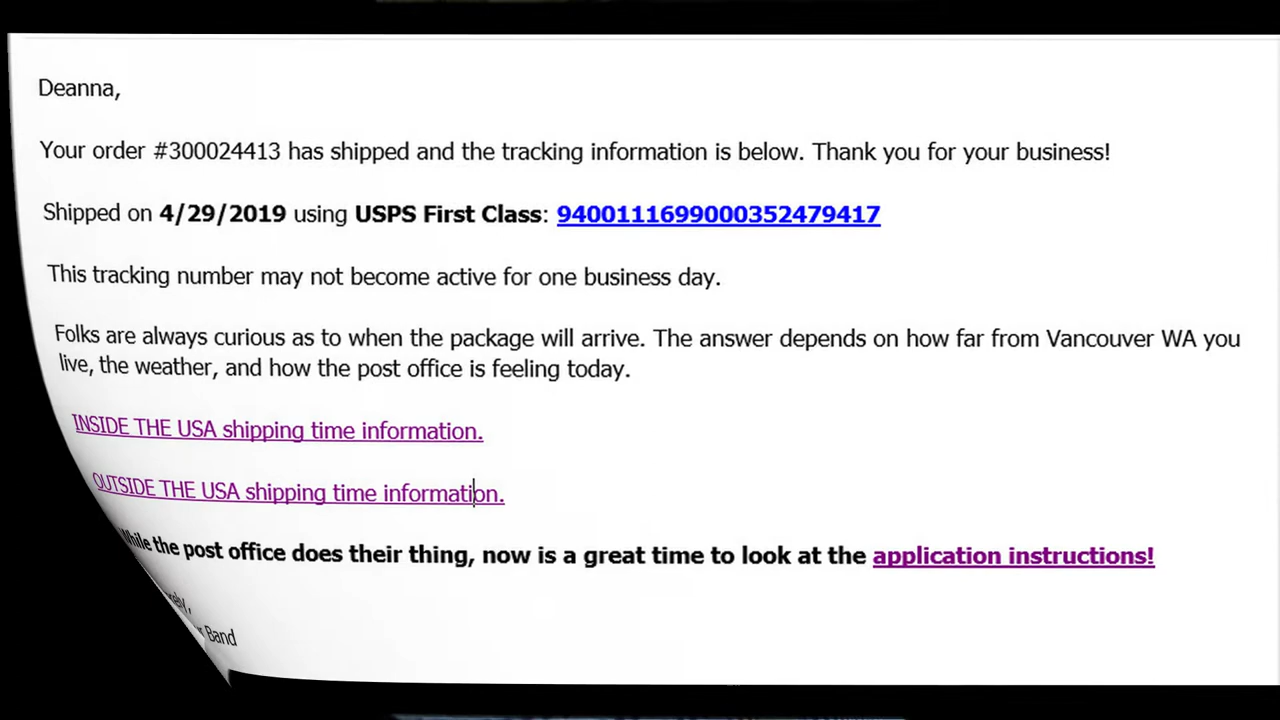 Deanna,
Your order #300024413 has shipped and the tracking information is below. Thank you for your business!
Shipped on 4/29/2019 using USPS First Class: 9400111699000352479417
This tracking number may not become active for one business day.
Folks are always curious as to when the package will arrive. The answer depends on how far from Vancouver WA you
live, the weather, and how the post office is feeling today.
INSIDE THE USA shipping time information.
OUTSIDE THE USA shipping time information.
While the post office does their thing, now is a great time to look at the application instructions!
Band